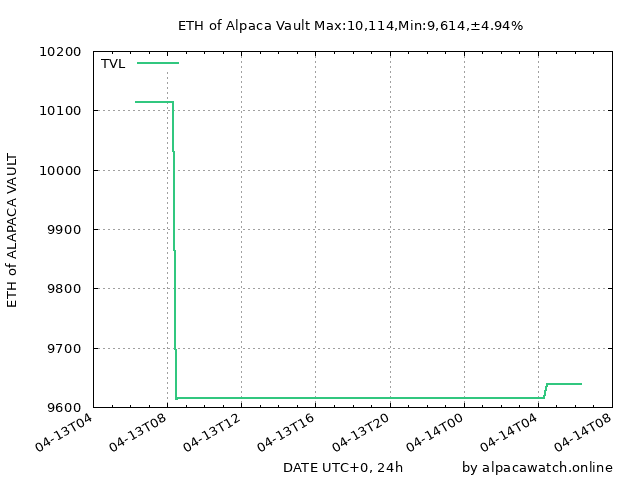 ETH of Alpaca Vault Max:10,114,Min:9,614,±4.94%
TVL
10200
10100
10000
9900
9800
9700
9600
ETH of ALAPACA VAULT
04-13T04
04-13T08
04-13T12
04-13T16
04-13T20
04-14T00
04-14T04
04-14T08
DATE UTC+0, 24h
by alpacawatch.online